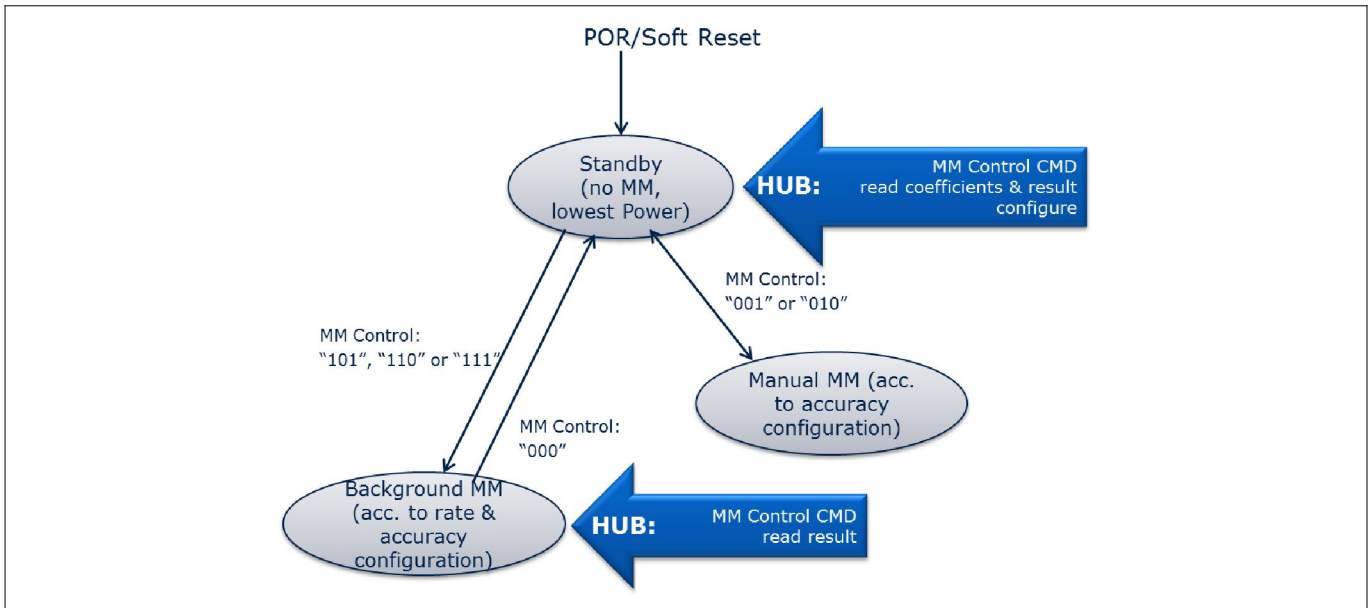 POR/Soft Reset
Standby
(no MM,
lowest Power)
HUB:
MM Control CMD
read coefficients & result
configure
MM Control:
"001" or "010"
MM Control:
"101", "110" or "111"
Manual MM (acc.
to accuracy
configuration)
MM Control:
"000"
Background MM
(acc. to rate &
accuracy
configuration)
HUB:
MM Control CMD
read result